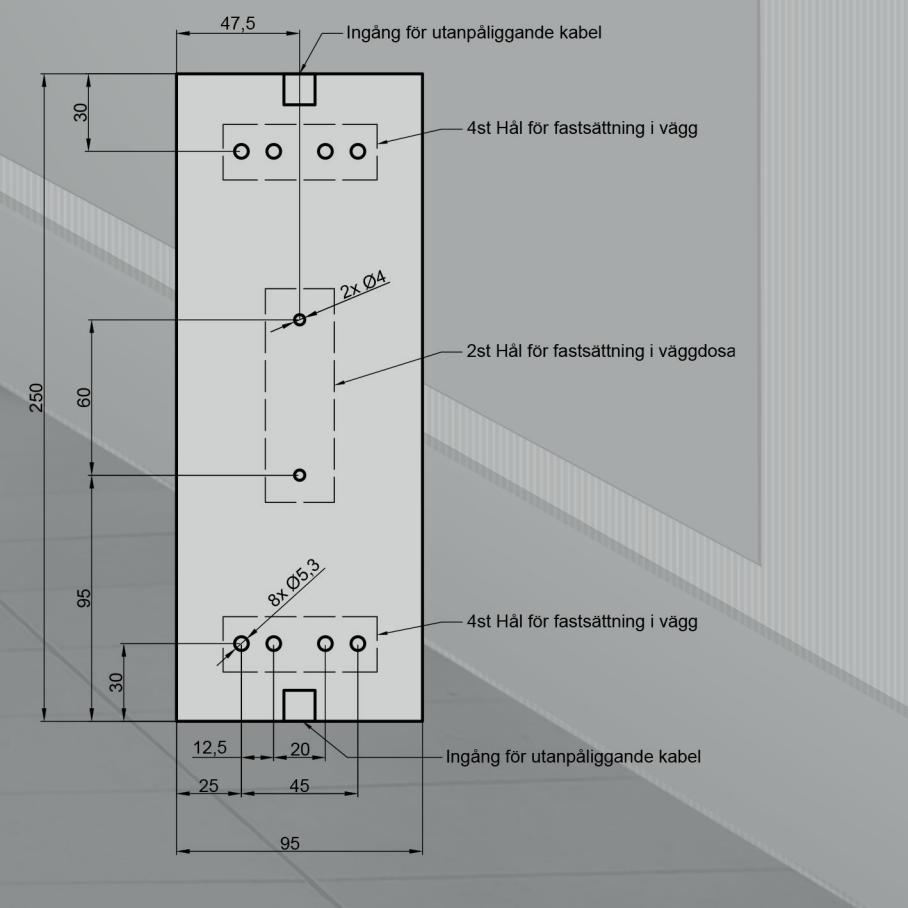 47,5
Ingång för utanpåliggande kabel
30
4st Hål för fastsättning i vägg
2x Ø4
2st Hål för fastsättning i väggdosa
250
60
95
8x Ø5,3
4st Hål för fastsättning i vägg
30
12,5
20
Ingång för utanpåliggande kabel
25
45
95